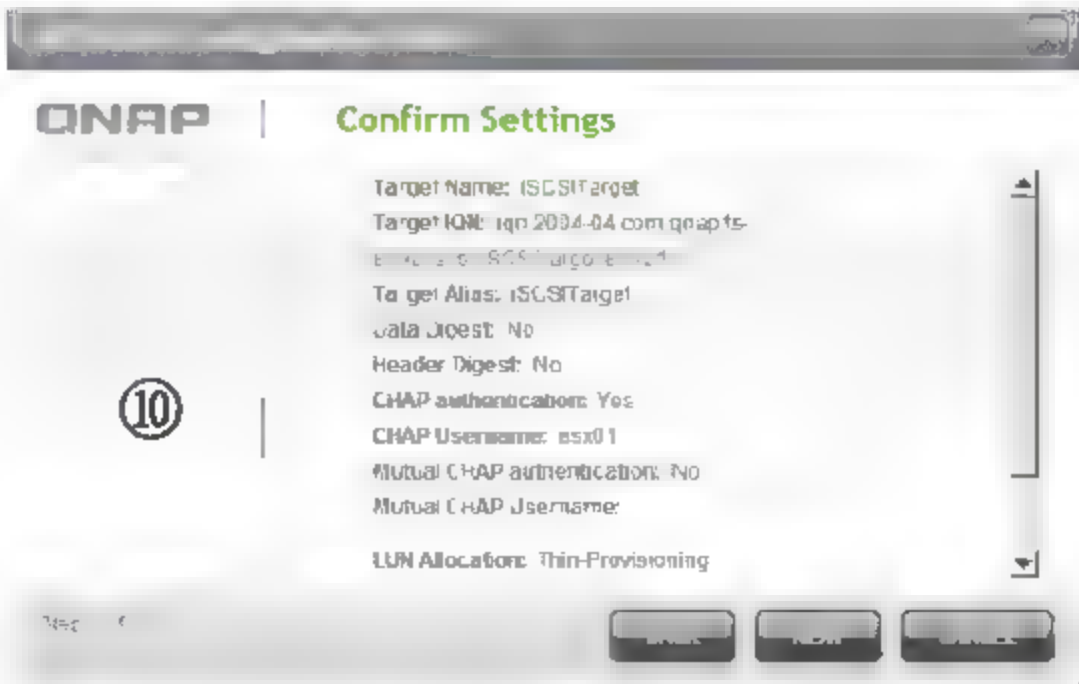 QNAP
Confirm Settings
Target Name: iSCSITarget
Target IQN: iqn.2004-04.com.qnap:ts-
Target Alias: iSCSITarget
Data Digest: No
Header Digest: No
⑩
CHAP authentication: Yes
CHAP Username: esx01
Mutual CHAP authentication: No
Mutual CHAP Username:
LUN Allocation: Thin-Provisioning